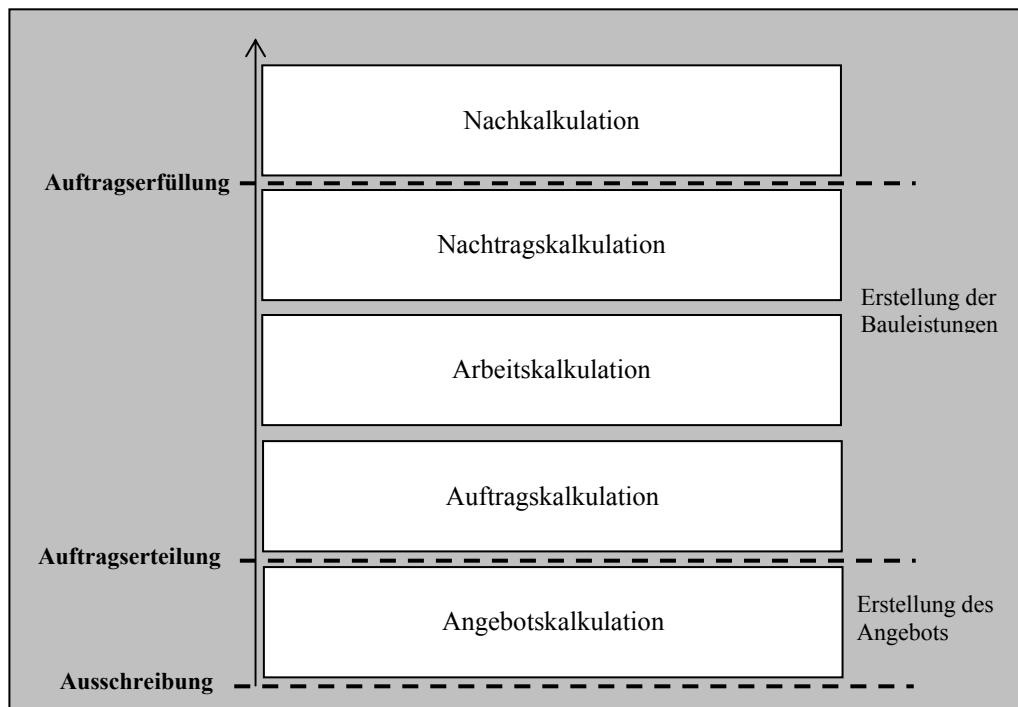 Nachkalkulation
Auftragserfüllung
Nachtragskalkulation
Erstellung der
Bauleistungen
Arbeitskalkulation
Auftragskalkulation
Auftragserteilung
Angebotskalkulation
Erstellung des
Angebots
Ausschreibung